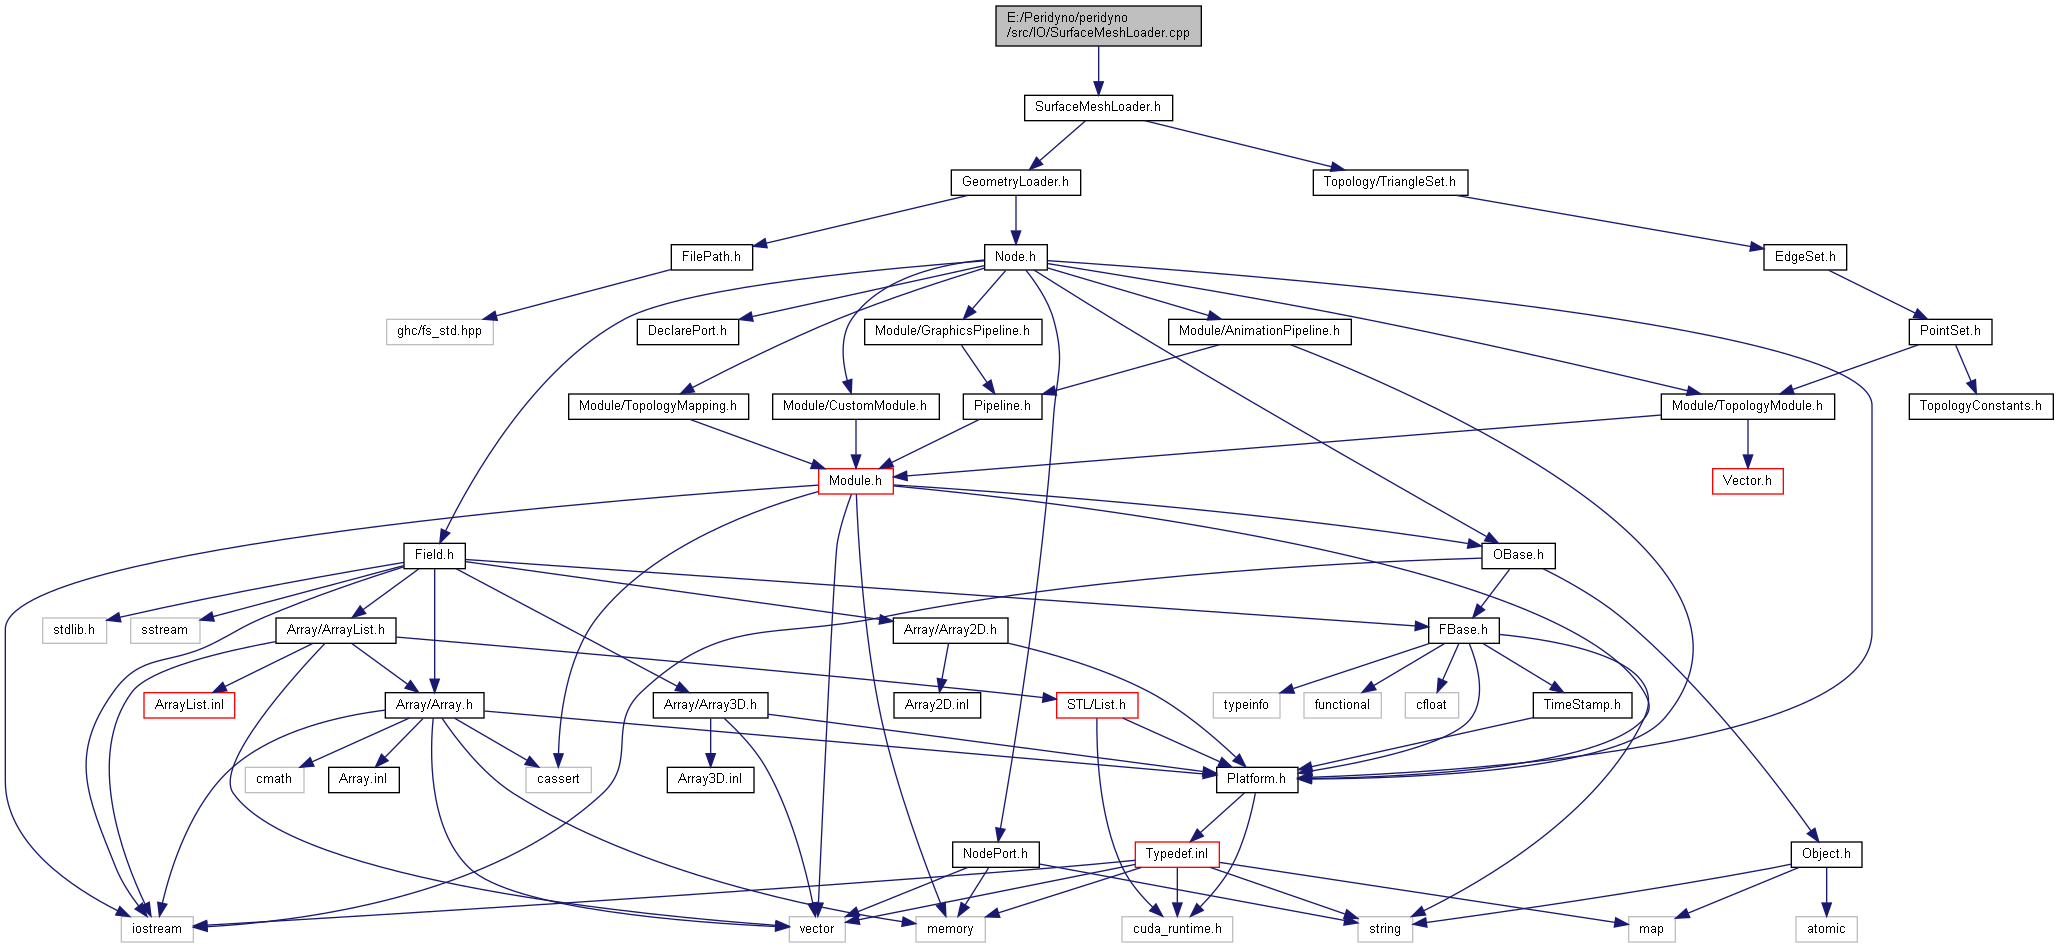 E:/Peridyno/peridyno
/src/IO/SurfaceMeshLoader.cpp
SurfaceMeshLoader.h
GeometryLoader.h
Topology/TriangleSet.h
FilePath.h
Node.h
EdgeSet.h
ghc/fs_std.hpp
DeclarePort.h
Module/GraphicsPipeline.h
Module/AnimationPipeline.h
PointSet.h
Module/TopologyMapping.h
Module/CustomModule.h
Pipeline.h
Module/TopologyModule.h
TopologyConstants.h
Module.h
Vector.h
Field.h
OBase.h
stdlib.h
sstream
Array/ArrayList.h
Array/Array2D.h
FBase.h
ArrayList.inl
Array/Array.h
Array/Array3D.h
Array2D.inl
STL/List.h
typeinfo
functional
cfloat
TimeStamp.h
cmath
Array.inl
cassert
Array3D.inl
Platform.h
NodePort.h
Typedef.inl
Object.h
iostream
vector
memory
cuda_runtime.h
string
map
atomic